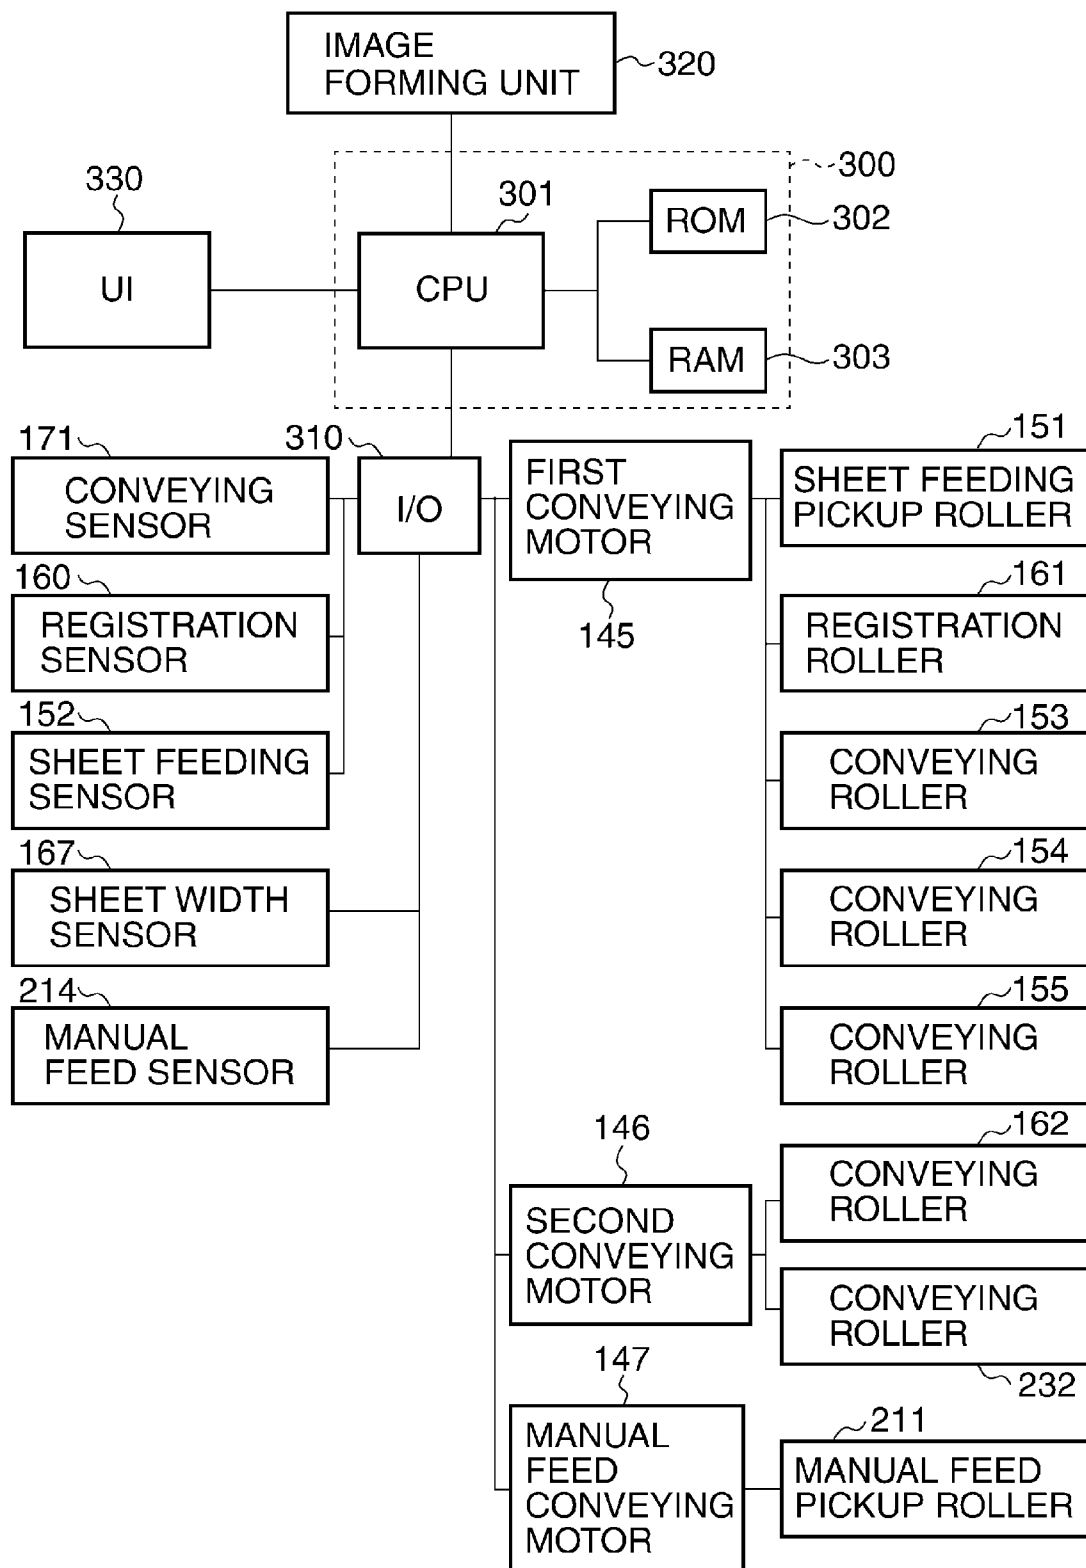 IMAGE
FORMING UNIT
320
300
330
301
ROM
302
UI
CPU
RAM
303
171
310
151
CONVEYING
SENSOR
I/O
FIRST
CONVEYING
MOTOR
145
SHEET FEEDING
PICKUP ROLLER
160
REGISTRATION
SENSOR
161
REGISTRATION
ROLLER
152
SHEET FEEDING
SENSOR
153
CONVEYING
ROLLER
167
SHEET WIDTH
SENSOR
154
CONVEYING
ROLLER
214
MANUAL
FEED SENSOR
155
CONVEYING
ROLLER
146
SECOND
CONVEYING
MOTOR
162
CONVEYING
ROLLER
CONVEYING
ROLLER
232
147
MANUAL
FEED
CONVEYING
MOTOR
211
MANUAL FEED
PICKUP ROLLER